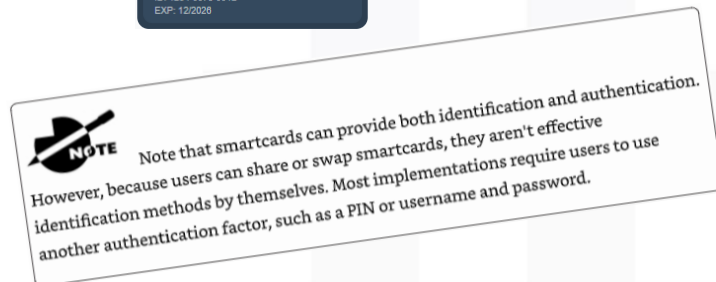 EXP: 12/2026
NOTE
Note that smartcards can provide both identification and authentication.
However, because users can share or swap smartcards, they aren't effective
identification methods by themselves. Most implementations require users to use
another authentication factor, such as a PIN or username and password.